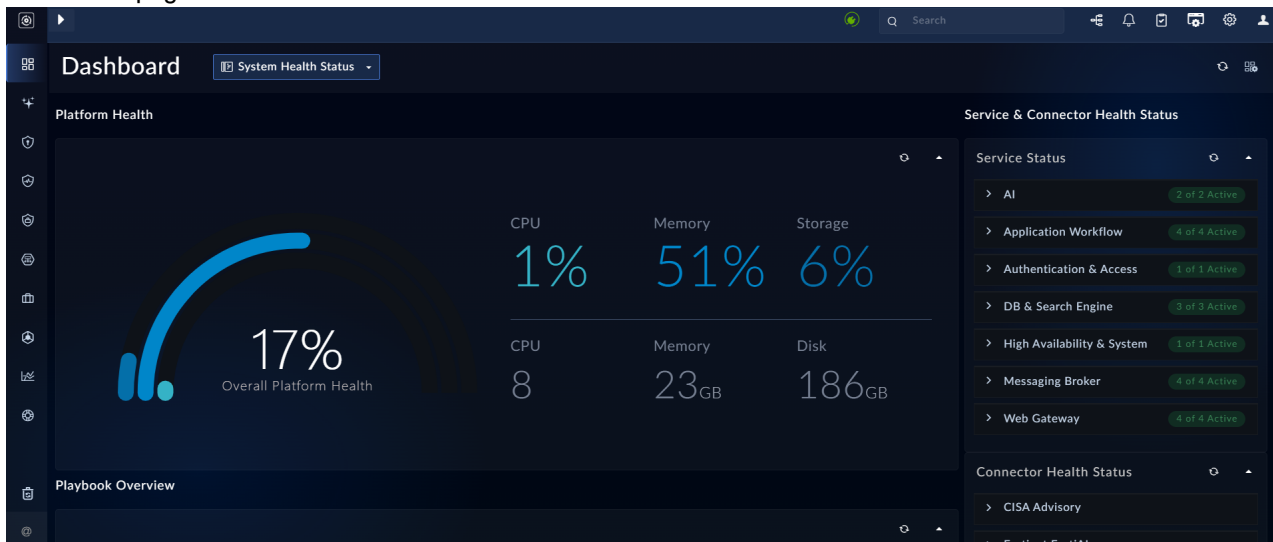 Search
Dashboard
System Health Status
Platform Health
CPU
1%
Memory
51%
Storage
6%
17%
Overall Platform Health
CPU
8
Memory
23GB
Disk
186GB
Playbook Overview
Service & Connector Health Status
Service Status
AI 2 of 2 Active
Application Workflow 4 of 4 Active
Authentication & Access 1 of 1 Active
DB & Search Engine 3 of 3 Active
High Availability & System 1 of 1 Active
Messaging Broker 4 of 4 Active
Web Gateway 4 of 4 Active
Connector Health Status
CISA Advisory